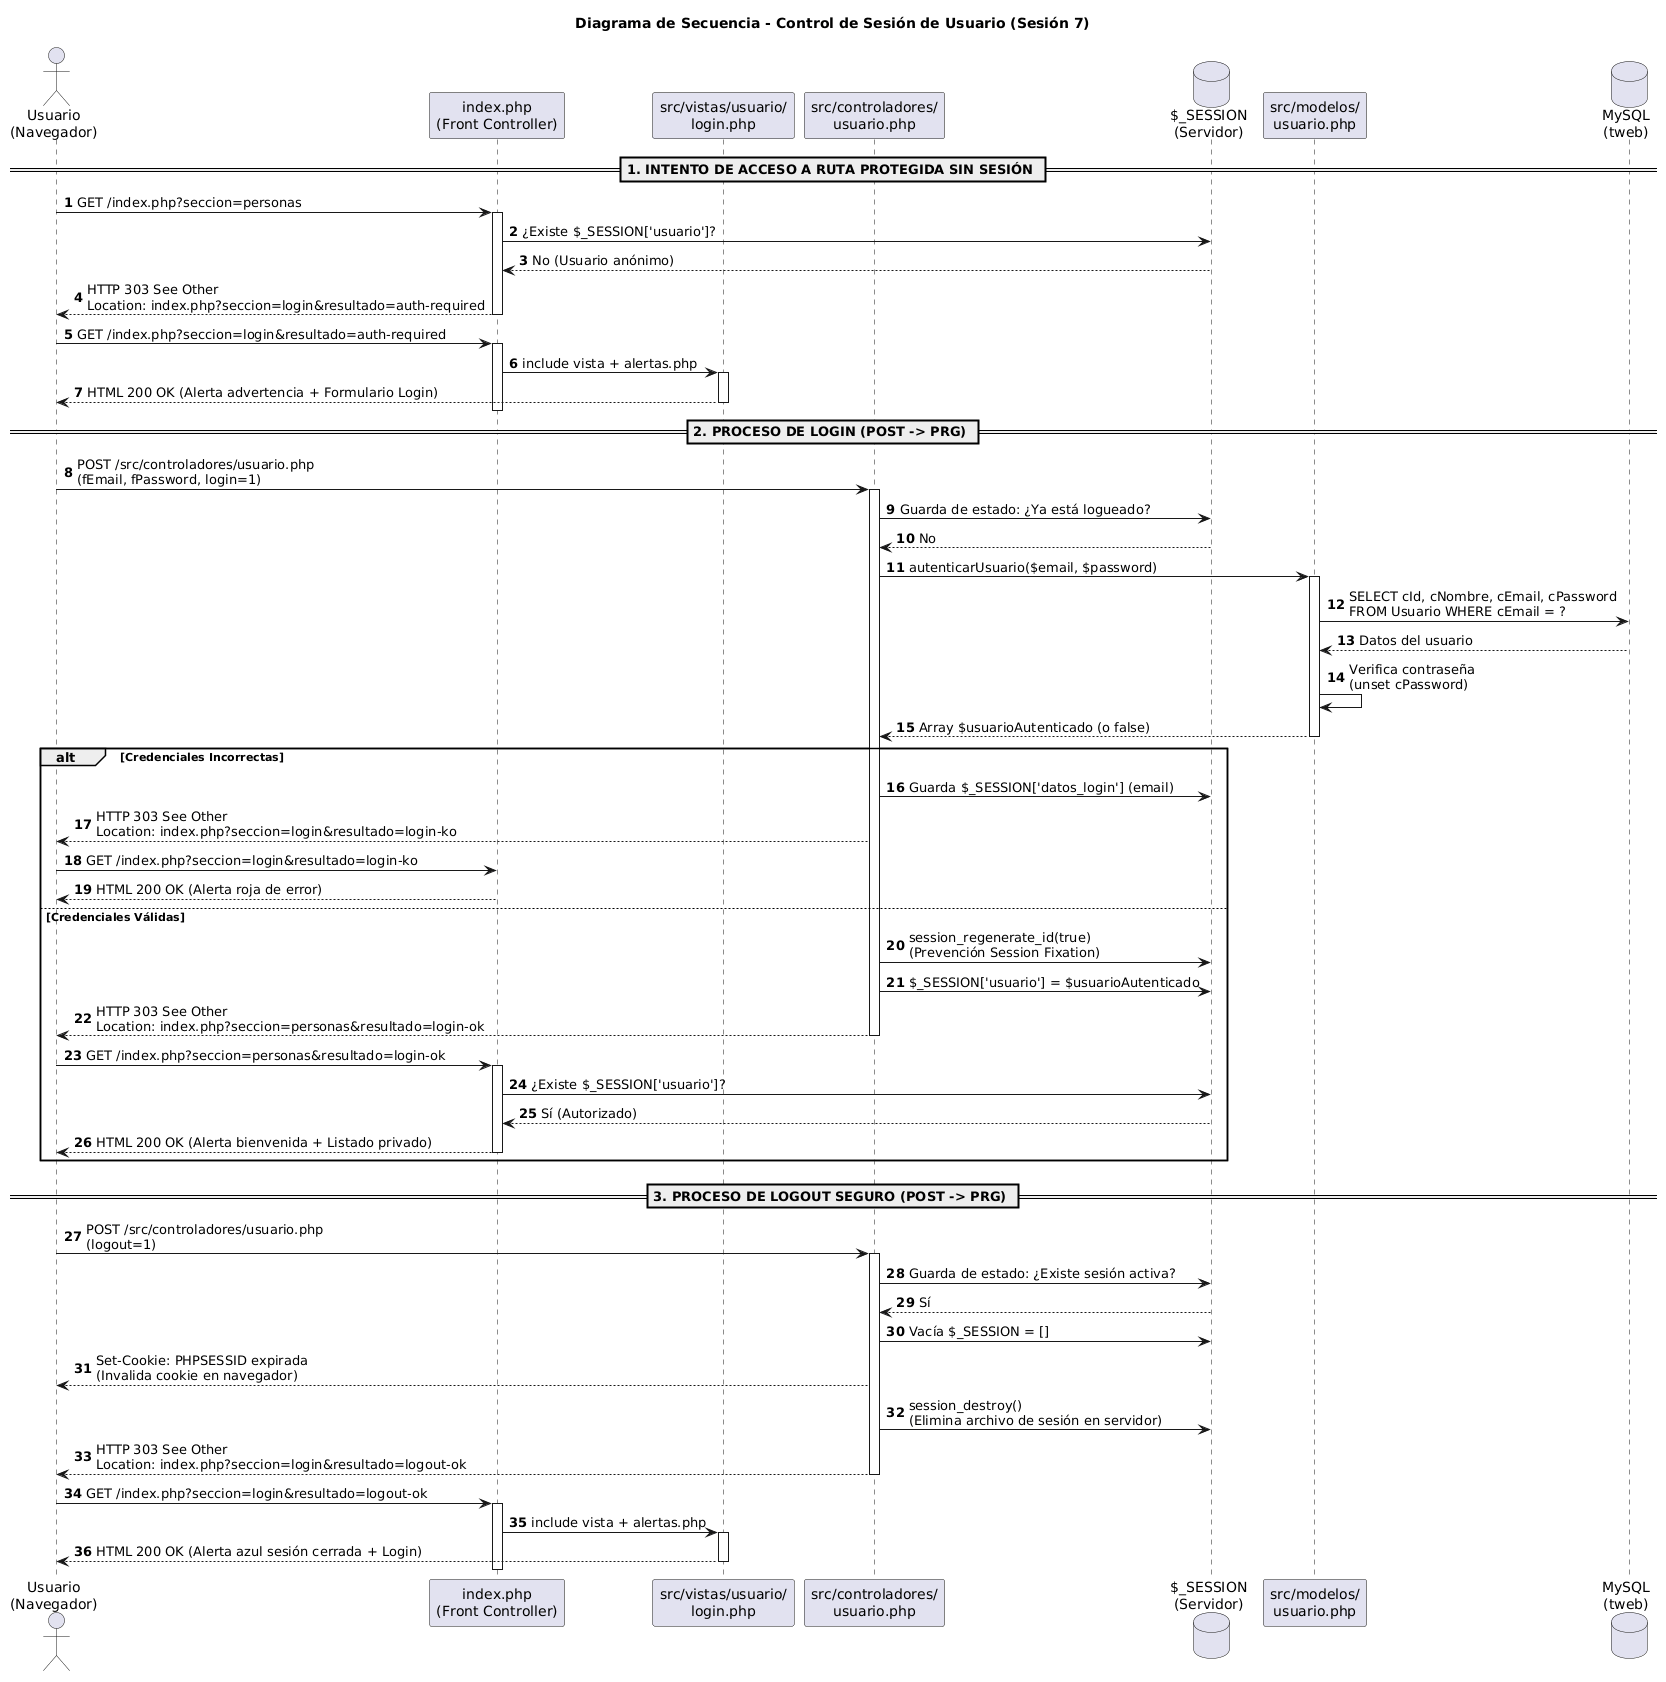 Diagrama de Secuencia - Control de Sesión de Usuario (Sesión 7)
Usuario
(Navegador)
index.php
(Front Controller)
src/vistas/usuario/
login.php
src/controladores/
usuario.php
$_SESSION
(Servidor)
src/modelos/
usuario.php
MySQL
(tweb)
1. INTENTO DE ACCESO A RUTA PROTEGIDA SIN SESIÓN
1 GET /index.php?seccion=personas
2 ¿Existe $_SESSION['usuario']?
3 No (Usuario anónimo)
4 HTTP 303 See Other
Location: index.php?seccion=login&resultado=auth-required
5 GET /index.php?seccion=login&resultado=auth-required
6 include vista + alertas.php
7 HTML 200 OK (Alerta advertencia + Formulario Login)
2. PROCESO DE LOGIN (POST -> PRG)
8 POST /src/controladores/usuario.php
(fEmail, fPassword, login=1)
9 Guarda de estado: ¿Ya está logueado?
10 No
11 autenticarUsuario($email, $password)
12 SELECT cId, cNombre, cEmail, cPassword
FROM Usuario WHERE cEmail = ?
13 Datos del usuario
14 Verifica contraseña
(unset cPassword)
15 Array $usuarioAutenticado (o false)
alt [Credenciales Incorrectas]
16 Guarda $_SESSION['datos_login'] (email)
17 HTTP 303 See Other
Location: index.php?seccion=login&resultado=login-ko
18 GET /index.php?seccion=login&resultado=login-ko
19 HTML 200 OK (Alerta roja de error)
[Credenciales Válidas]
20 session_regenerate_id(true)
(Prevención Session Fixation)
21 $_SESSION['usuario'] = $usuarioAutenticado
22 HTTP 303 See Other
Location: index.php?seccion=personas&resultado=login-ok
23 GET /index.php?seccion=personas&resultado=login-ok
24 ¿Existe $_SESSION['usuario']?
25 Sí (Autorizado)
26 HTML 200 OK (Alerta bienvenida + Listado privado)
3. PROCESO DE LOGOUT SEGURO (POST -> PRG)
27 POST /src/controladores/usuario.php
(logout=1)
28 Guarda de estado: ¿Existe sesión activa?
29 Sí
30 Vacía $_SESSION = []
31 Set-Cookie: PHPSESSID expirada
(Invalida cookie en navegador)
32 session_destroy()
(Elimina archivo de sesión en servidor)
33 HTTP 303 See Other
Location: index.php?seccion=login&resultado=logout-ok
34 GET /index.php?seccion=login&resultado=logout-ok
35 include vista + alertas.php
36 HTML 200 OK (Alerta azul sesión cerrada + Login)
Usuario
(Navegador)
index.php
(Front Controller)
src/vistas/usuario/
login.php
src/controladores/
usuario.php
$_SESSION
(Servidor)
src/modelos/
usuario.php
MySQL
(tweb)